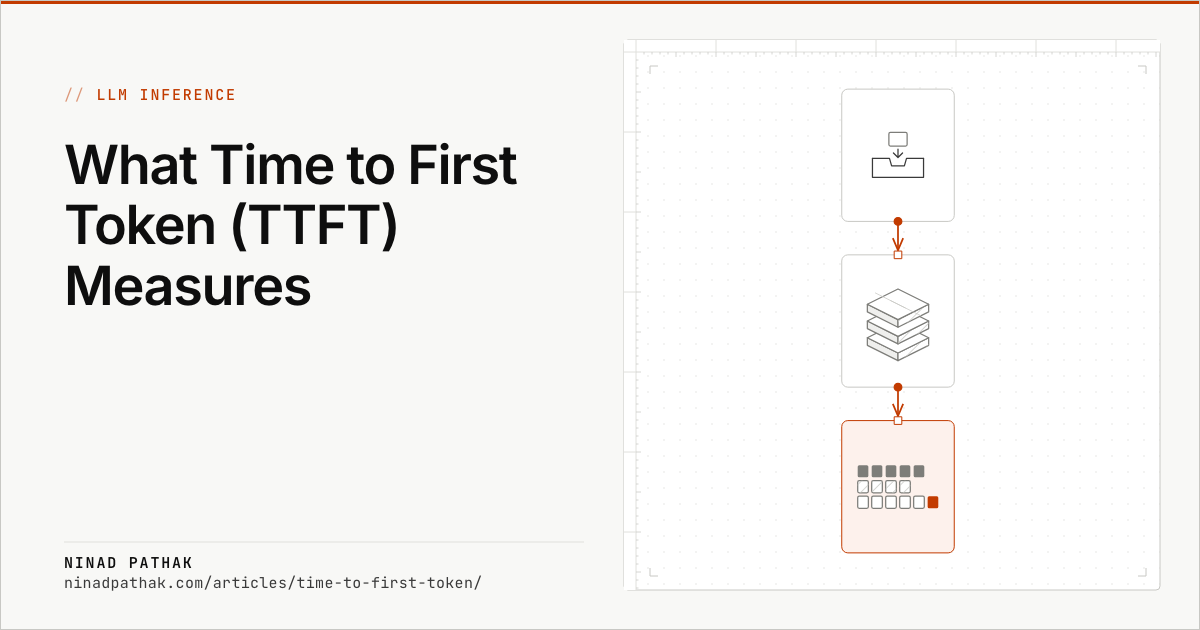 // LLM INFERENCE
What Time to First
Token (TTFT)
Measures
NINAD PATHAK
ninadpathak.com/articles/time-to-first-token/